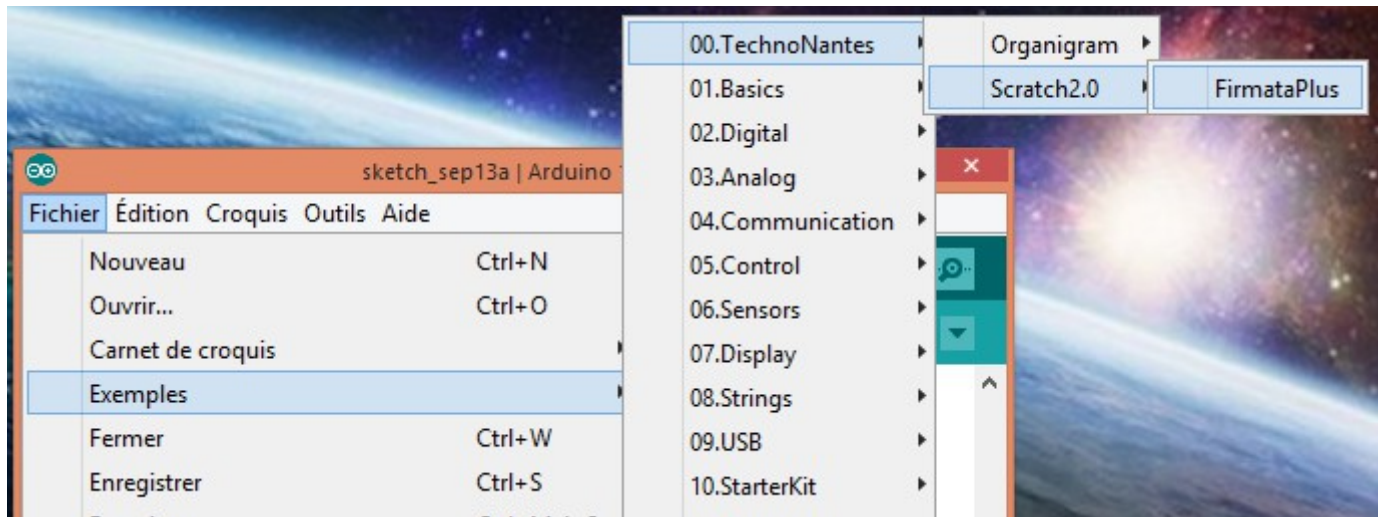 00.TechnoNantes
Organigram
01.Basics
Scratch2.0
FirmataPlus
02.Digital
sketch_sep13a | Arduino
03.Analog
Fichier Édition Croquis Outils Aide
04.Communication
Nouveau Ctrl+N
05.Control
Ouvrir... Ctrl+O
06.Sensors
Carnet de croquis
07.Display
Exemples
08.Strings
Fermer Ctrl+W
09.USB
Enregistrer Ctrl+S
10.StarterKit